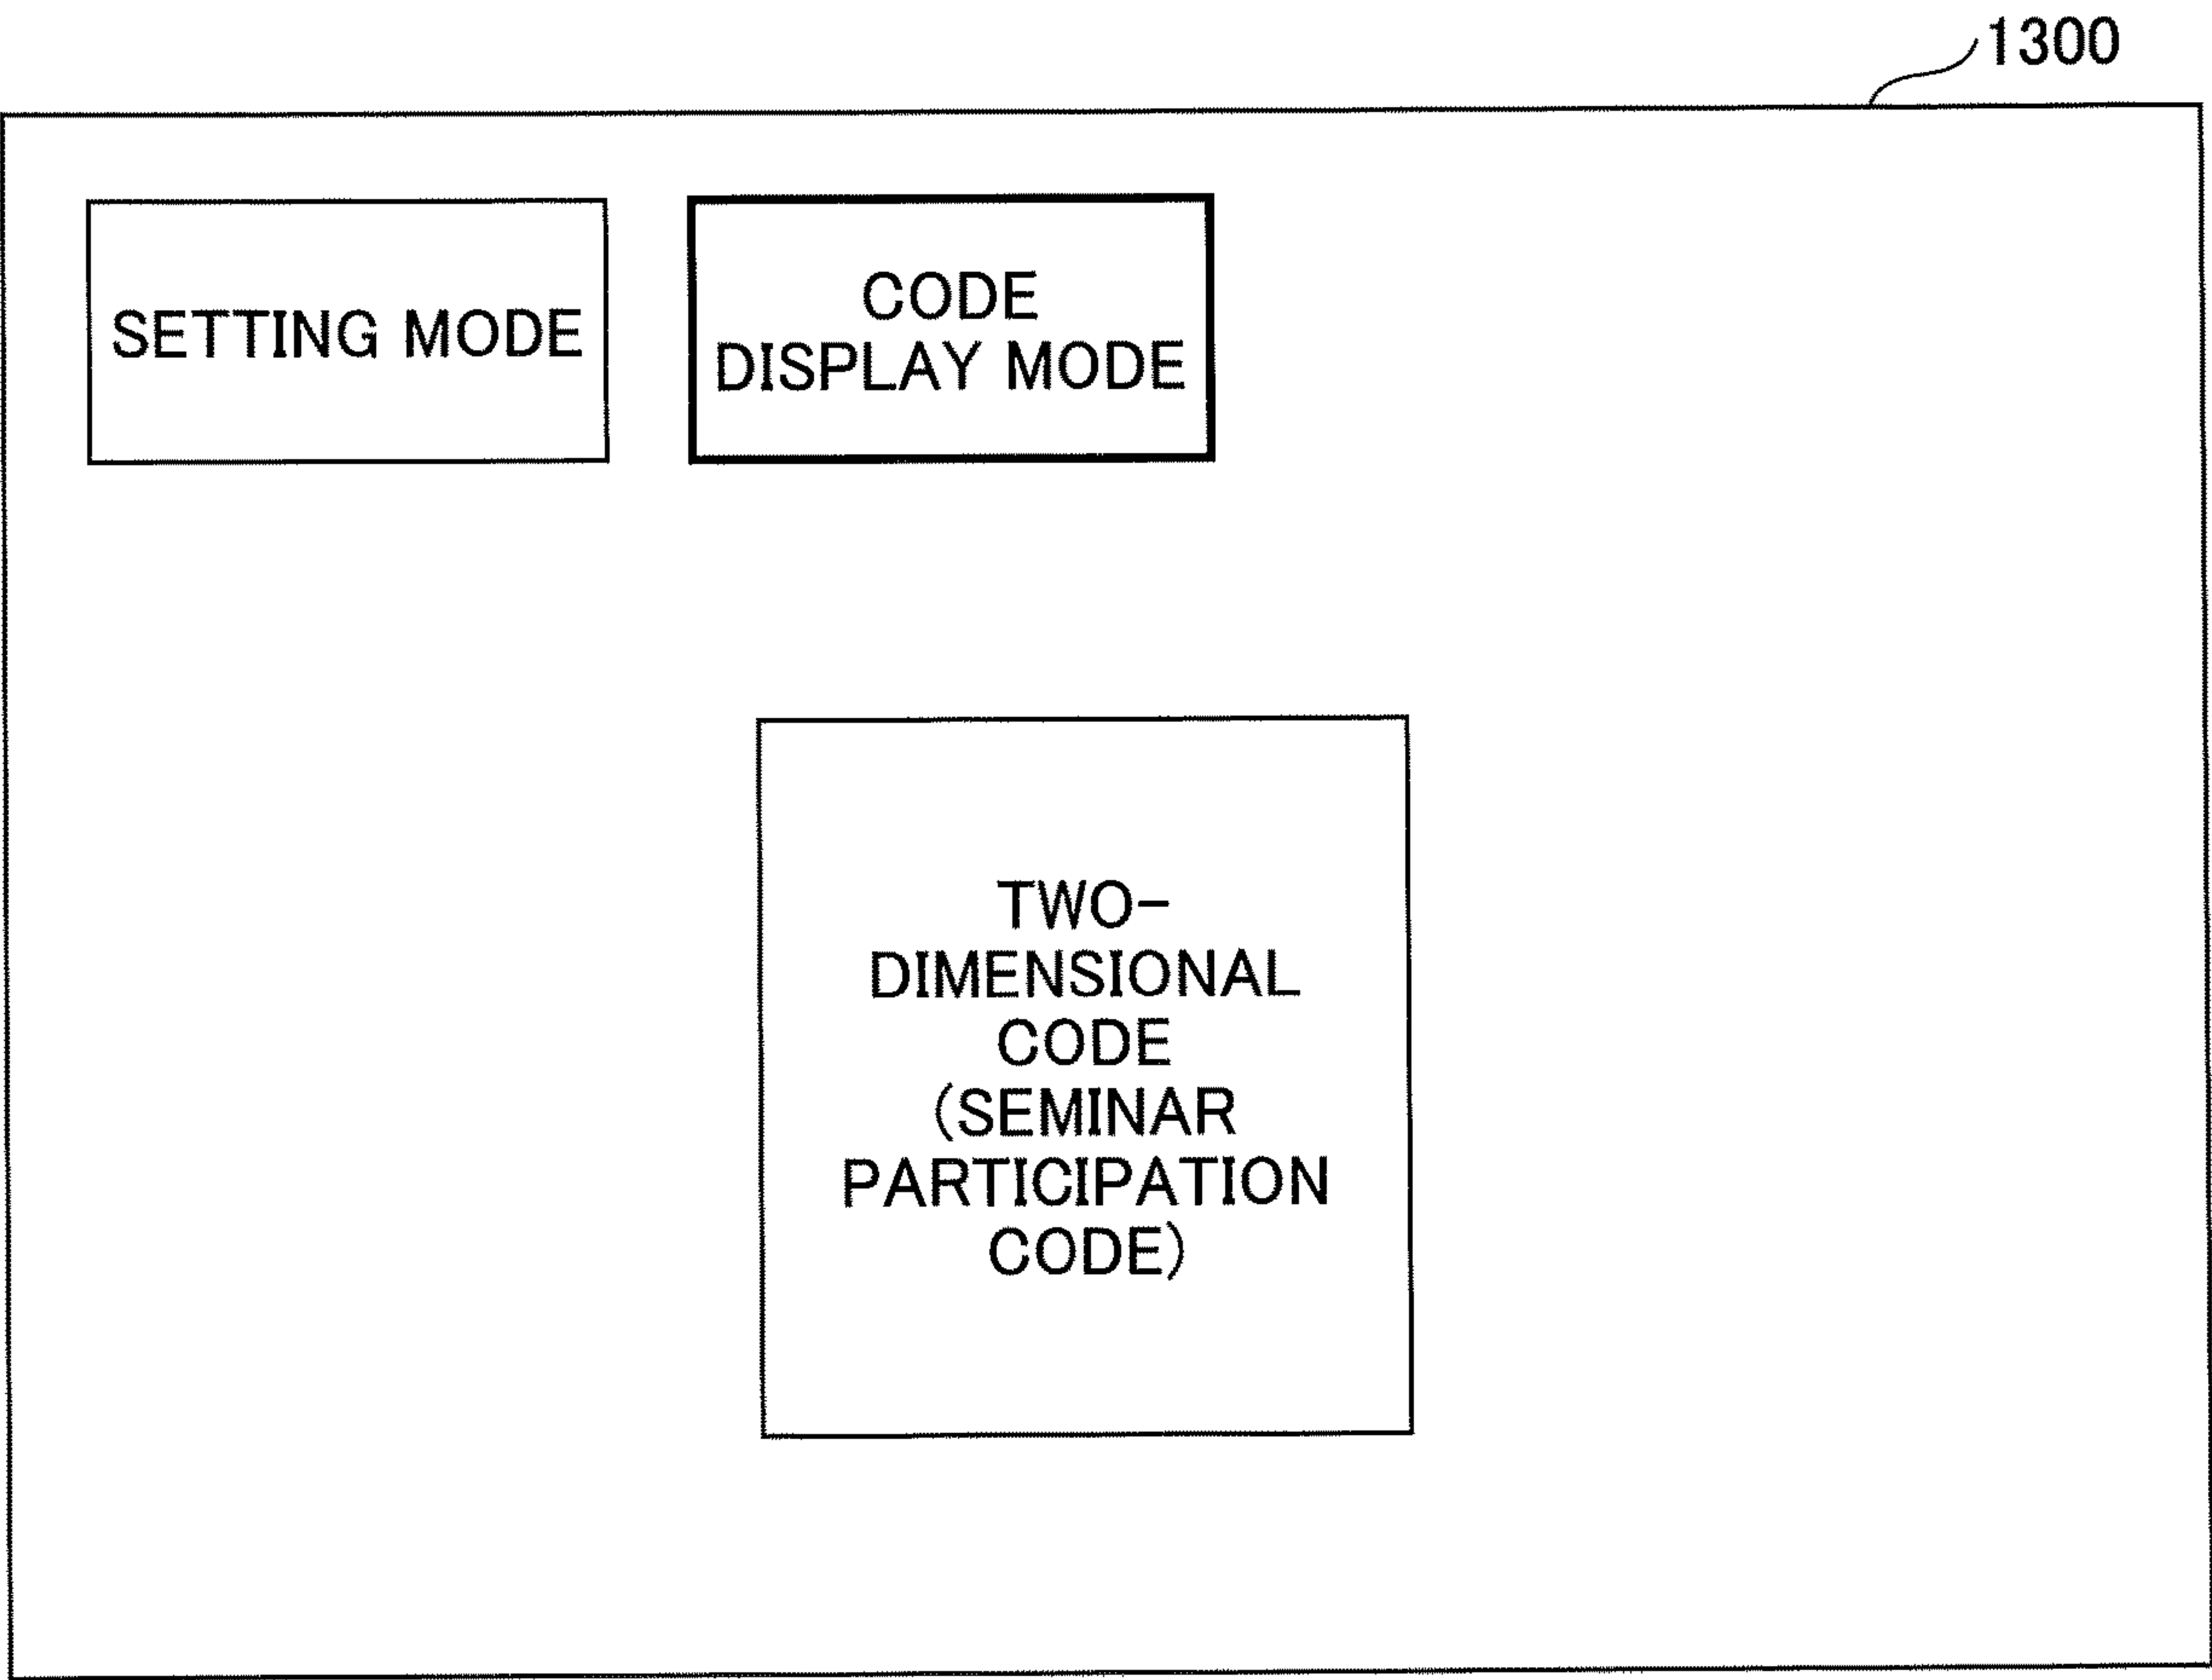 1300
SETTING MODE
CODE
DISPLAY MODE
TWO-
DIMENSIONAL
CODE
(SEMINAR
PARTICIPATION
CODE)